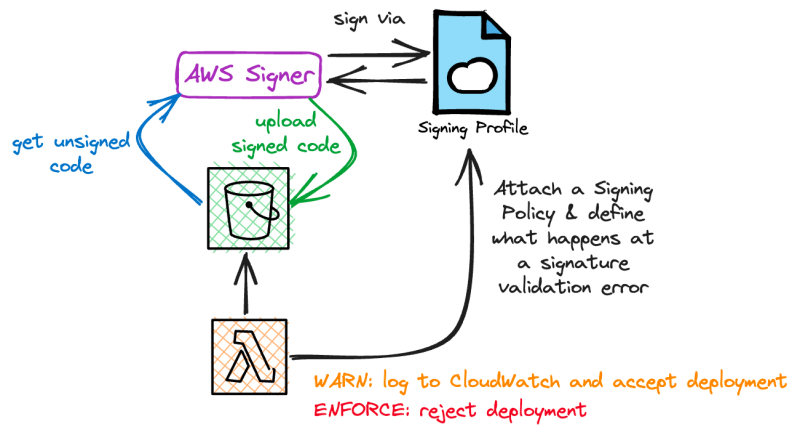 sign via
AWS Signer
Signing Profile
get unsigned
code
upload
signed code
Attach a Signing
Policy & define
what happens at
a signature
validation error
WARN: log to CloudWatch and accept deployment
ENFORCE: reject deployment